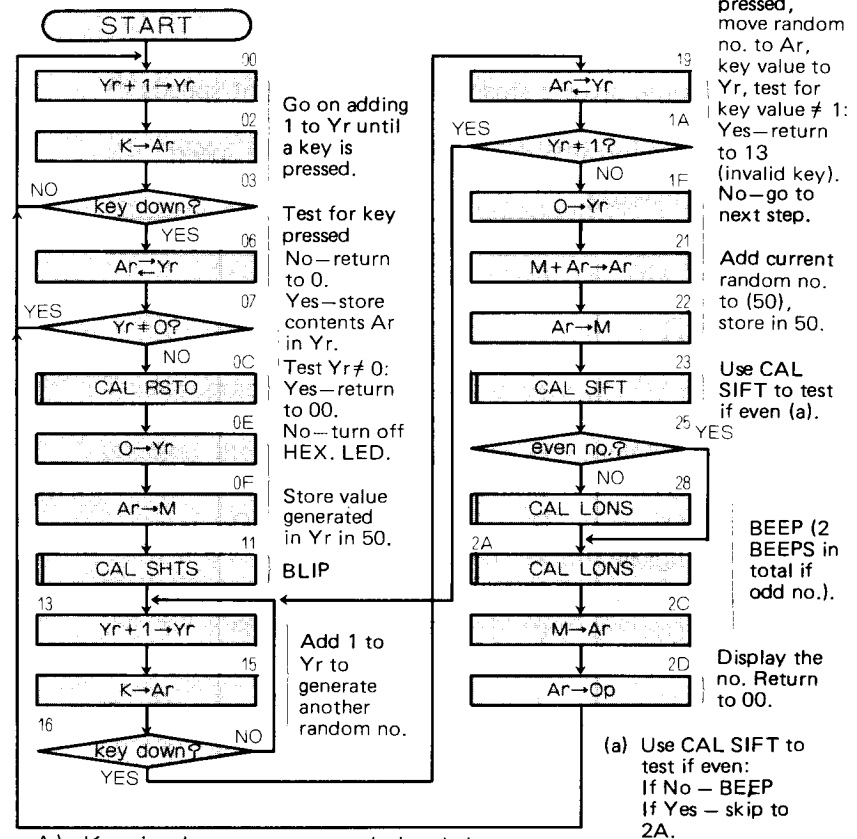 START
00
Yr + 1→Yr
02
K→Ar
Go on adding
1 to Yr until
a key is
pressed.
03
NO
key down?
YES
06
Ar⇄Yr
Test for key
pressed
No—return
to 0.
Yes—store
contents Ar
in Yr.
07
YES
Yr ≠ 0?
NO
0C
CAL RSTO
Test Yr ≠ 0:
Yes—return
to 00.
No—turn off
HEX. LED.
0E
O→Yr
0F
Ar→M
Store value
generated
in Yr in 50.
11
CAL SHTS
BLIP
13
Yr + 1→Yr
15
K→Ar
Add 1 to
Yr to
generate
another
random no.
16
key down?
NO
YES
19
Ar⇄Yr
pressed,
move random
no. to Ar,
key value to
Yr, test for
key value ≠ 1:
Yes—return
to 13
(invalid key).
No—go to
next step.
1A
YES
Yr ≠ 1?
NO
1F
O→Yr
21
M + Ar→Ar
Add current
random no.
to (50),
store in 50.
22
Ar→M
23
CAL SIFT
Use CAL
SIFT to test
if even (a).
25
even no.?
YES
NO
28
CAL LONS
2A
CAL LONS
BEEP (2
BEEPS in
total if
odd no.).
2C
M→Ar
2D
Ar→Op
Display the
no. Return
to 00.
(a) Use CAL SIFT to
test if even:
If No — BEEP
If Yes — skip to
2A.